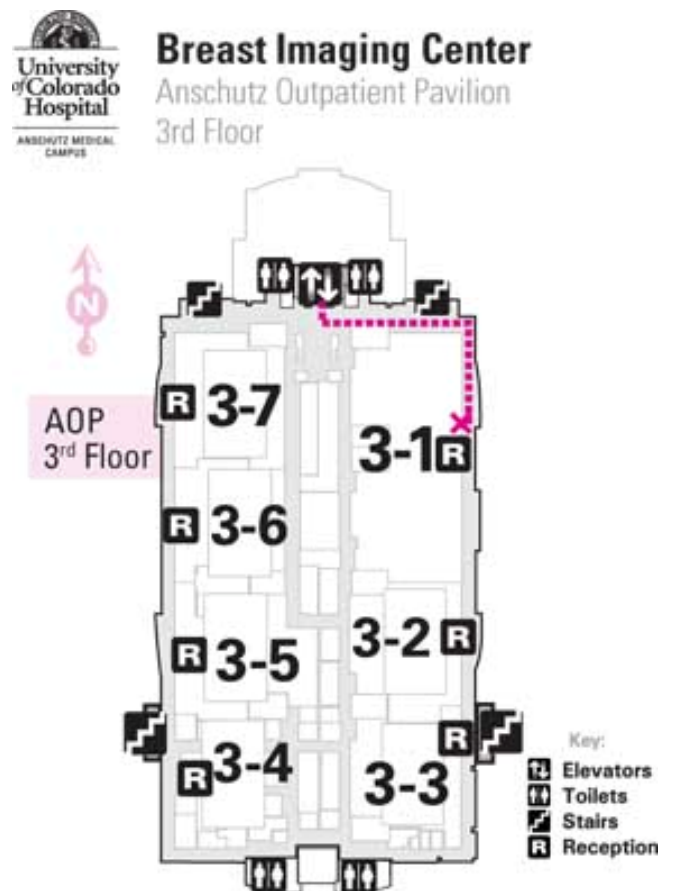 University
of Colorado
Hospital
ANSCHUTZ MEDICAL
CAMPUS
Breast Imaging Center
Anschutz Outpatient Pavilion
3rd Floor
N
AOP
3rd Floor
R 3-7
3-1 R
R 3-6
3-2 R
R 3-5
R
R 3-4
3-3
Key:
Elevators
Toilets
Stairs
R Reception